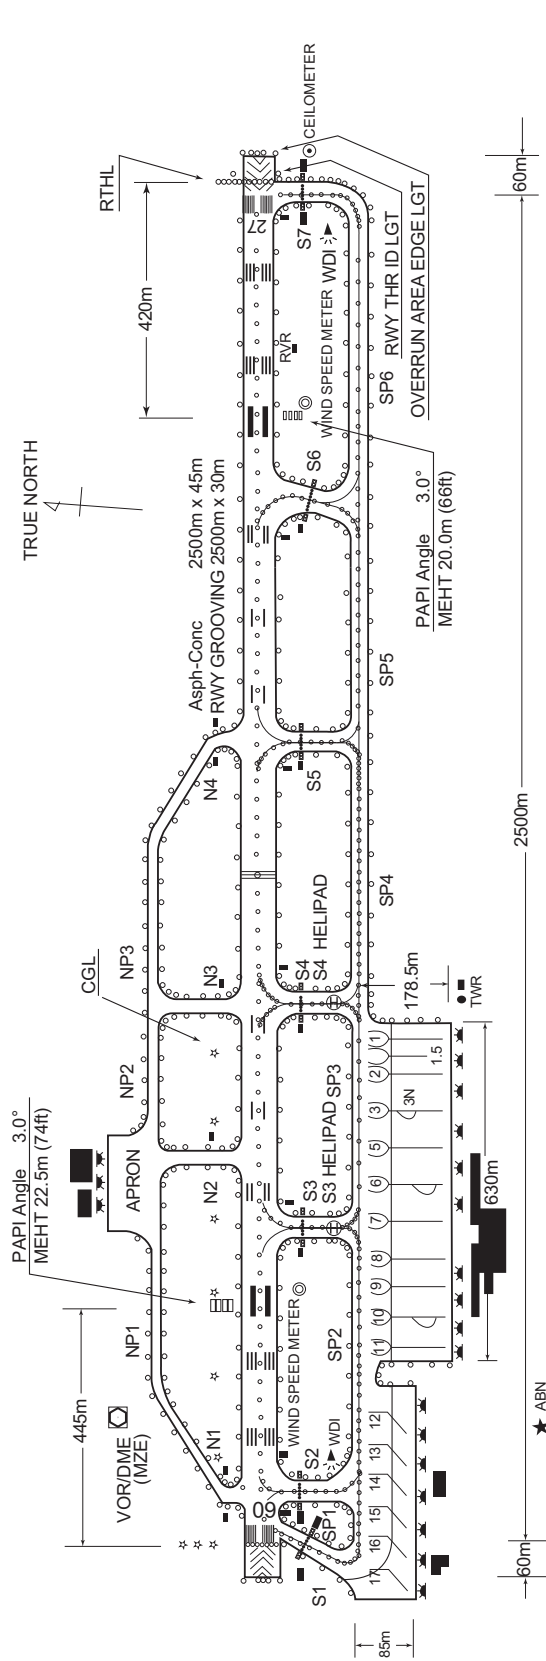 TRUE NORTH
PAPI Angle 3.0°
MEHT 22.5m (74ft)
CGL
RTHL
445m
420m
VOR/DME
(MZE)
NP1
APRON
NP2
NP3
Asph-Conc 2500m x 45m
RWY GROOVING 2500m x 30m
N1
N2
N3
N4
09
27
S1
SP1
S2
WDI
WIND SPEED METER
SP2
S3
S3 HELIPAD
SP3
S4
S4 HELIPAD
SP4
S5
SP5
S6
SP6
S7
WIND SPEED METER
WDI
RVR
CEILOMETER
RWY THR ID LGT
OVERRUN AREA EDGE LGT
PAPI Angle 3.0°
MEHT 20.0m (66ft)
H
H
178.5m
TWR
17
16
15
14
13
12
11
10
9
8
7
6
5
3
3N
2
1.5
1
85m
630m
ABN
60m
2500m
60m